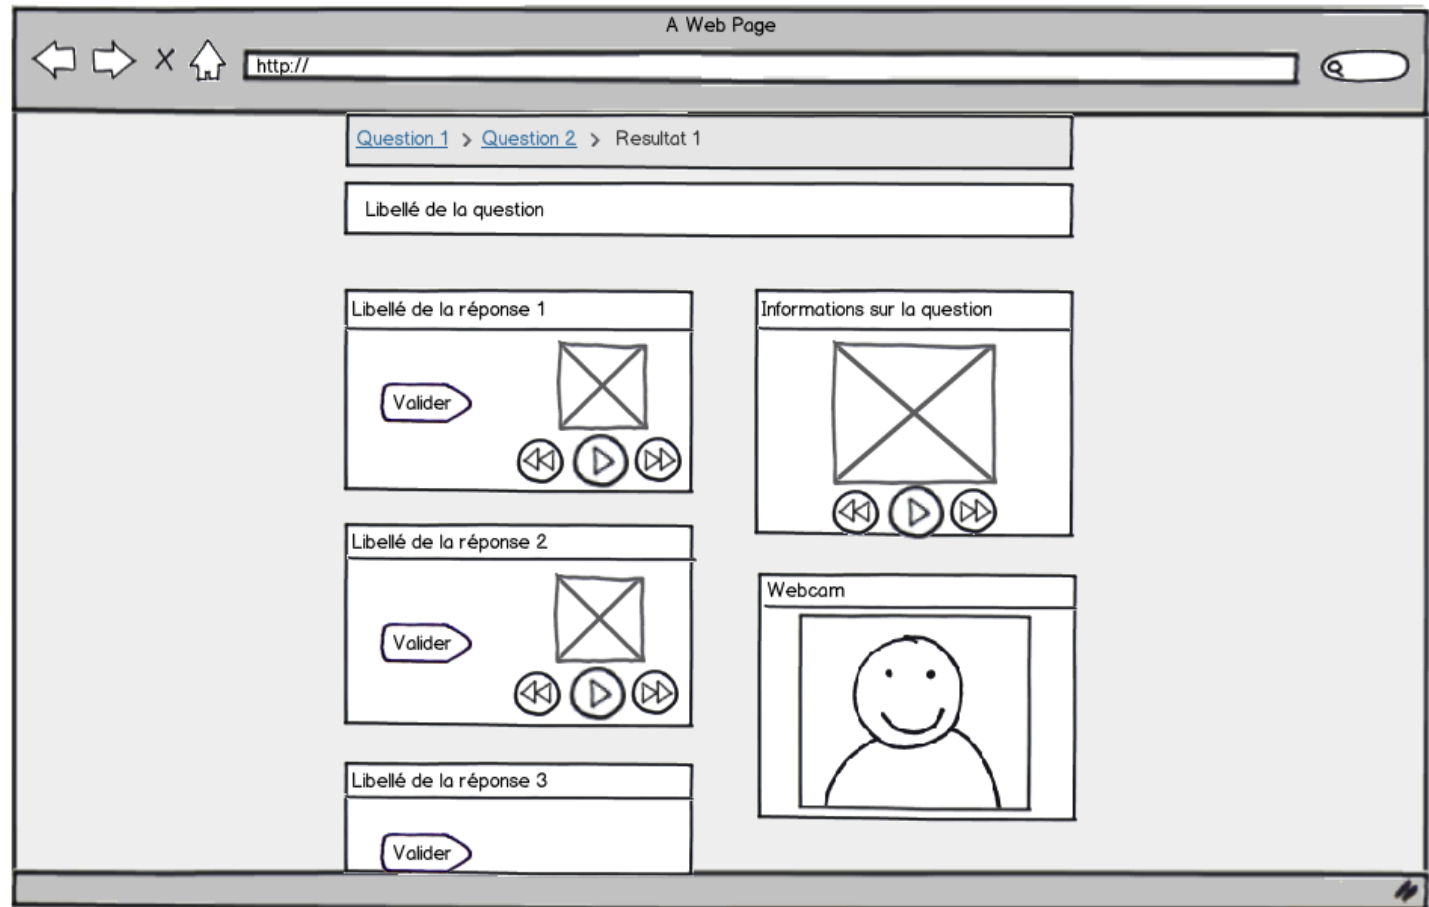 A Web Page
http://
Question 1 > Question 2 > Resultat 1
Libellé de la question
Libellé de la réponse 1
Valider
Informations sur la question
Libellé de la réponse 2
Valider
Webcam
Libellé de la réponse 3
Valider